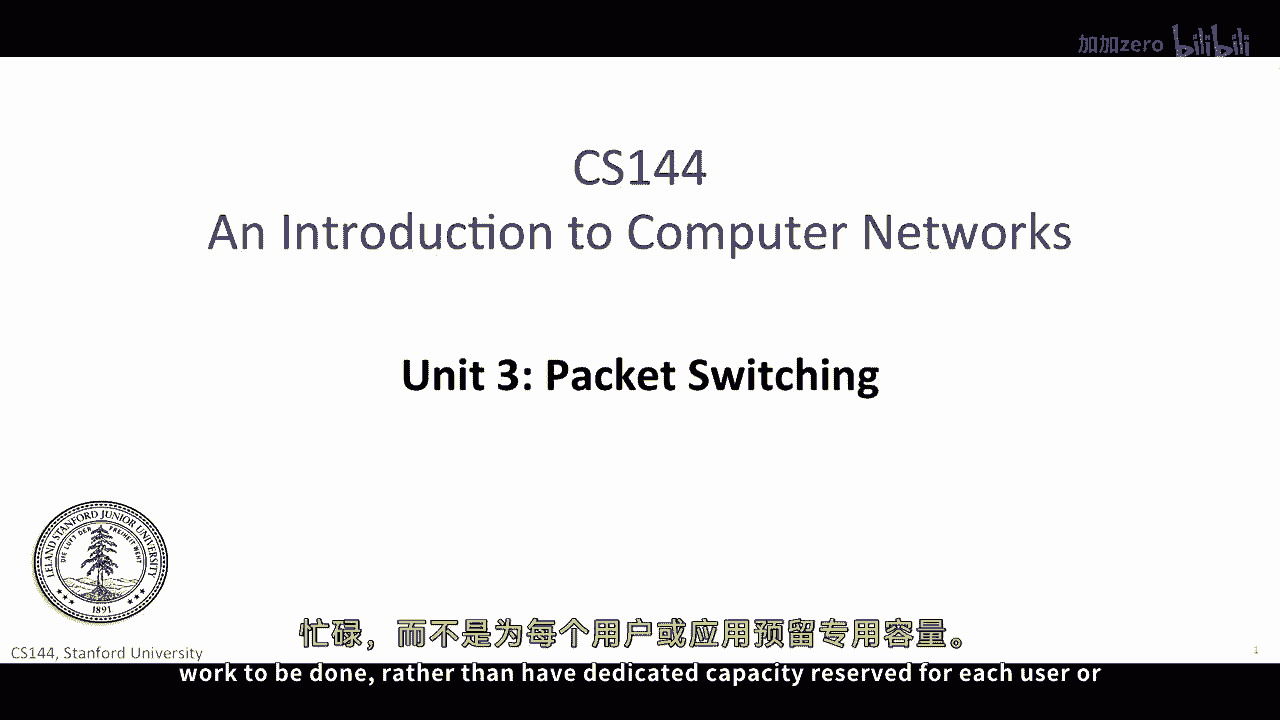 加加zero bilibili
CS144
An Introduction to Computer Networks
Unit 3: Packet Switching
LELAND STANFORD JUNIOR UNIVERSITY
DIE LUFT DER FREIHEIT WEHT
1891
忙碌，而不是为每个用户或应用预留专用容量。
CS144, Stanford University
1
work to be done, rather than have dedicated capacity reserved for each user or